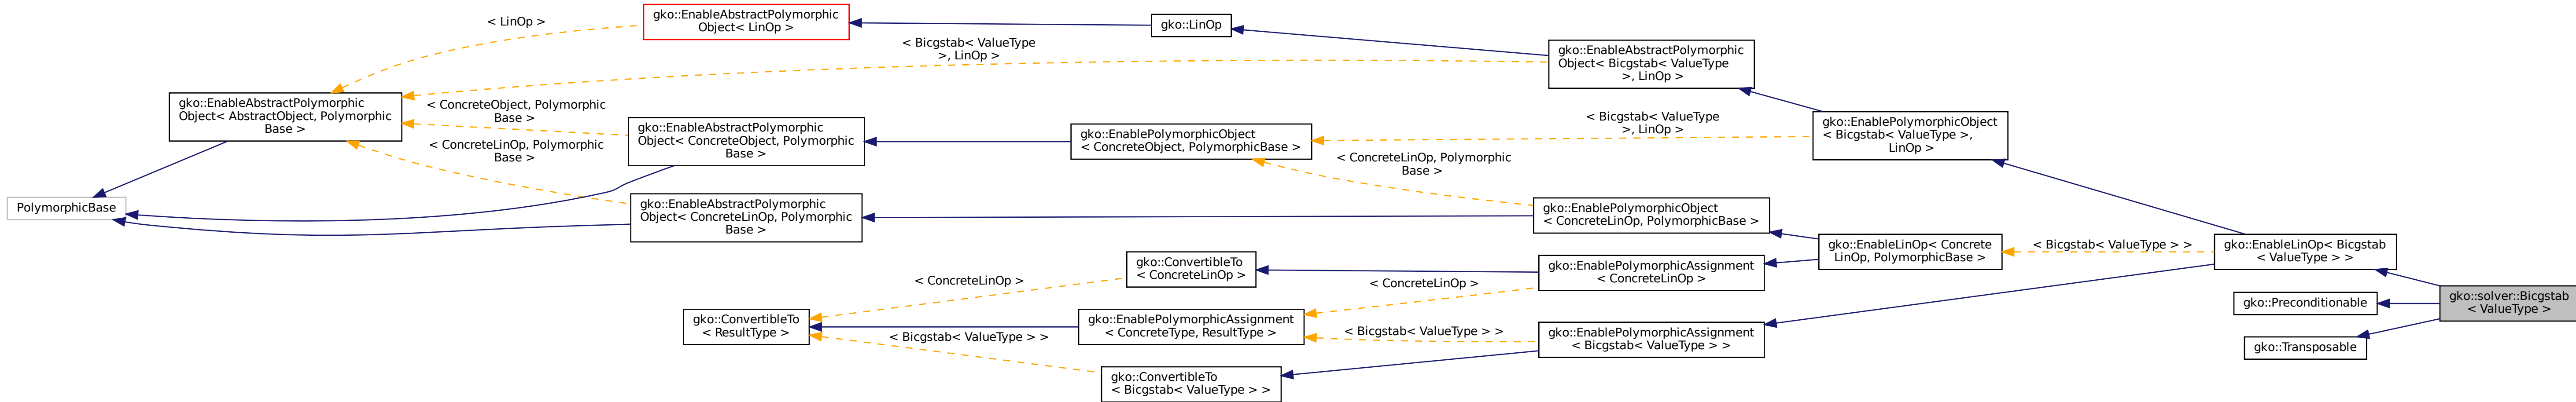 PolymorphicBase
gko::EnableAbstractPolymorphic
Object< AbstractObject, Polymorphic
Base >
< LinOp >
< ConcreteObject, Polymorphic
Base >
< ConcreteLinOp, Polymorphic
Base >
gko::EnableAbstractPolymorphic
Object< LinOp >
gko::EnableAbstractPolymorphic
Object< ConcreteObject, Polymorphic
Base >
gko::EnableAbstractPolymorphic
Object< ConcreteLinOp, Polymorphic
Base >
gko::ConvertibleTo
< ResultType >
< Bicgstab< ValueType
>, LinOp >
< ConcreteLinOp >
< Bicgstab< ValueType > >
gko::LinOp
gko::EnablePolymorphicObject
< ConcreteObject, PolymorphicBase >
gko::ConvertibleTo
< ConcreteLinOp >
gko::EnablePolymorphicAssignment
< ConcreteType, ResultType >
gko::ConvertibleTo
< Bicgstab< ValueType > >
< ConcreteLinOp, Polymorphic
Base >
< ConcreteLinOp >
< Bicgstab< ValueType > >
gko::EnableAbstractPolymorphic
Object< Bicgstab< ValueType
>, LinOp >
< Bicgstab< ValueType
>, LinOp >
gko::EnablePolymorphicObject
< ConcreteLinOp, PolymorphicBase >
gko::EnablePolymorphicAssignment
< ConcreteLinOp >
gko::EnablePolymorphicAssignment
< Bicgstab< ValueType > >
gko::EnablePolymorphicObject
< Bicgstab< ValueType >,
LinOp >
gko::EnableLinOp< Concrete
LinOp, PolymorphicBase >
< Bicgstab< ValueType > >
gko::EnableLinOp< Bicgstab
< ValueType > >
gko::Preconditionable
gko::Transposable
gko::solver::Bicgstab
< ValueType >